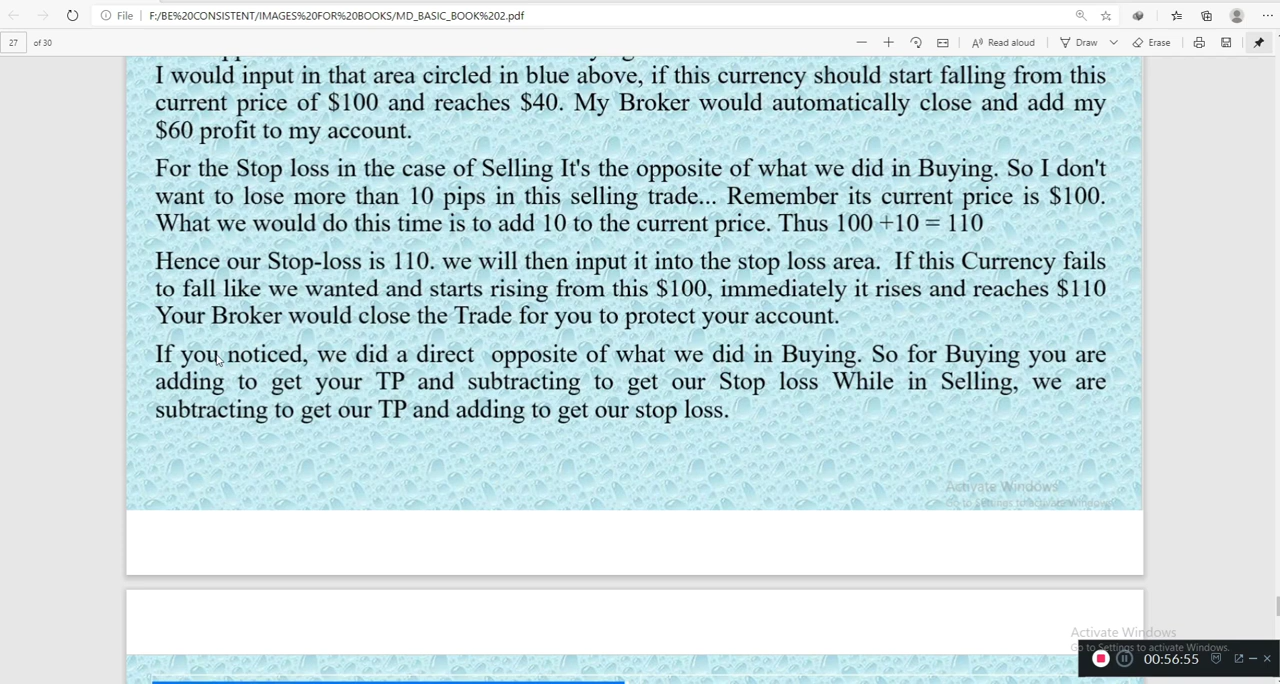 File
F:/BE%20CONSISTENT/IMAGES%20FOR%20BOOKS/MD_BASIC_BOOK%202.pdf
27 of 30
Read aloud
Draw
Erase
I would input in that area circled in blue above, if this currency should start falling from this
current price of $100 and reaches $40. My Broker would automatically close and add my
$60 profit to my account.
For the Stop loss in the case of Selling It's the opposite of what we did in Buying. So I don't
want to lose more than 10 pips in this selling trade... Remember its current price is $100.
What we would do this time is to add 10 to the current price. Thus 100 +10 = 110
Hence our Stop-loss is 110. we will then input it into the stop loss area. If this Currency fails
to fall like we wanted and starts rising from this $100, immediately it rises and reaches $110
Your Broker would close the Trade for you to protect your account.
If you noticed, we did a direct opposite of what we did in Buying. So for Buying you are
adding to get your TP and subtracting to get our Stop loss While in Selling, we are
subtracting to get our TP and adding to get our stop loss.
Activate Windows
Go to Settings to activate Windows.
Activate Windows
Go to Settings to activate Windows.
00:56:55